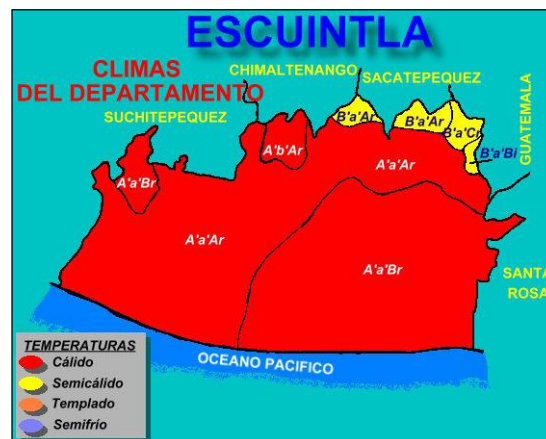 ESCUINTLA
CLIMAS
DEL DEPARTAMENTO
CHIMALTENANGO
SACATEPEQUEZ
SUCHITEPEQUEZ
GUATEMALA
B'a'Ar
B'a'Ar
B'a'Cr
B'a'Bi
A'b'Ar
A'a'Ar
A'a'Br
A'a'Ar
A'a'Br
SANTA
ROSA
OCEANO PACIFICO
TEMPERATURAS
Cálido
Semicálido
Templado
Semifrío